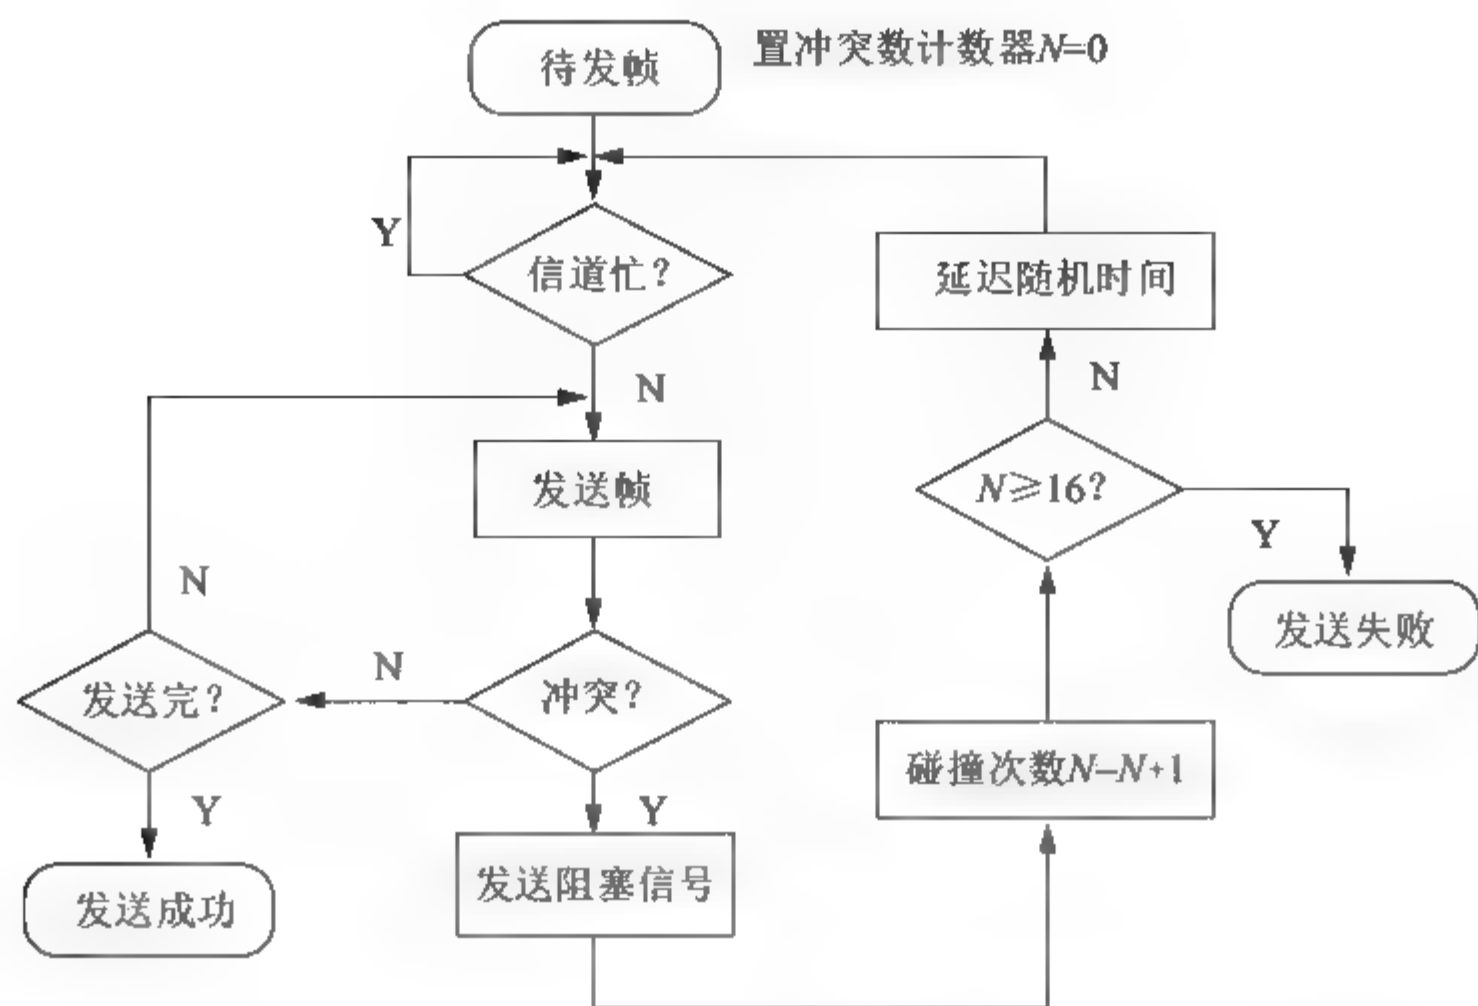 待发帧
置冲突数计数器N=0
Y
信道忙？
延迟随机时间
N
N
发送帧
N≥16？
Y
N
发送失败
发送完？
N
冲突？
碰撞次数N–N+1
Y
Y
发送阻塞信号
发送成功